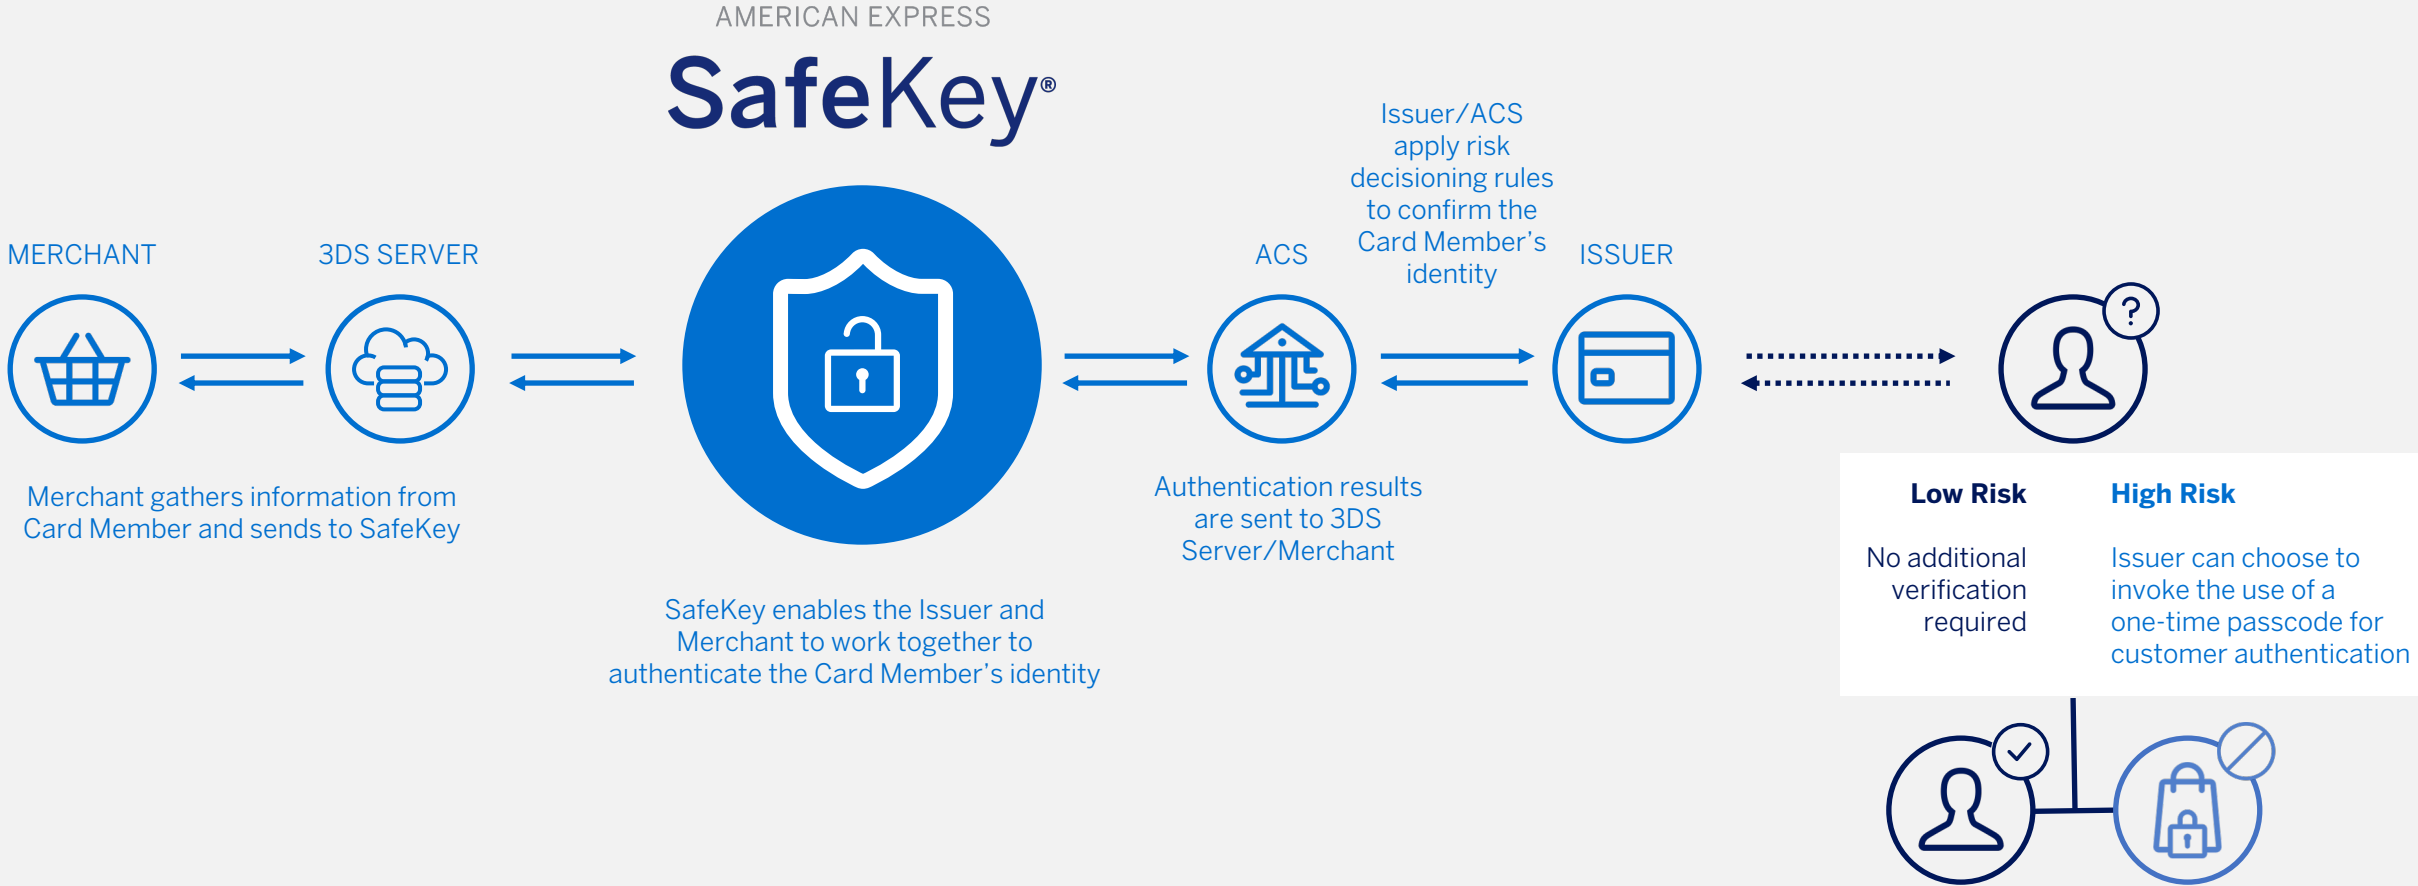 AMERICAN EXPRESS
SafeKey®
MERCHANT
3DS SERVER
Merchant gathers information from
Card Member and sends to SafeKey
SafeKey enables the Issuer and
Merchant to work together to
authenticate the Card Member's identity
ACS
Authentication results
are sent to 3DS
Server/Merchant
Issuer/ACS
apply risk
decisioning rules
to confirm the
Card Member's
identity
ISSUER
?
Low Risk
No additional
verification
required
High Risk
Issuer can choose to
invoke the use of a
one-time passcode for
customer authentication